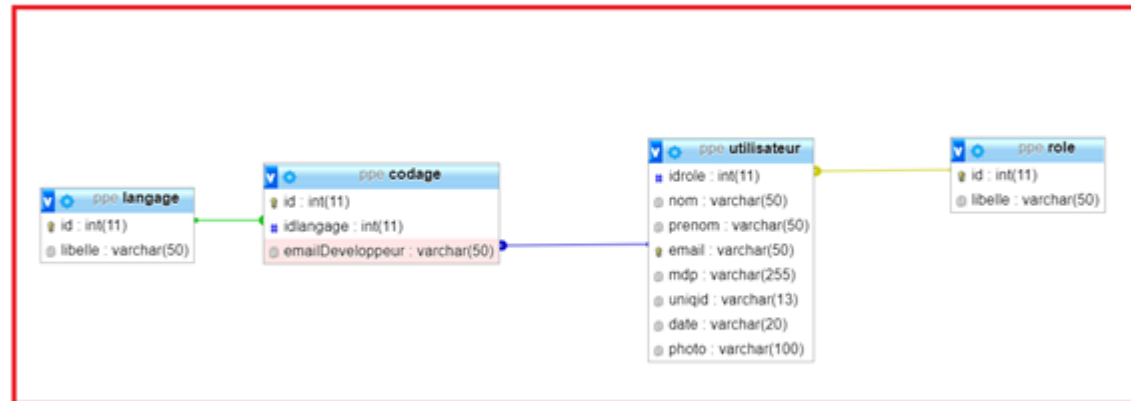 ppe langage
id : int(11)
libelle : varchar(50)
ppe codage
id : int(11)
idlangage : int(11)
emailDeveloppeur : varchar(50)
ppe utilisateur
idrole : int(11)
nom : varchar(50)
prenom : varchar(50)
email : varchar(50)
mdp : varchar(255)
uniqid : varchar(13)
date : varchar(20)
photo : varchar(100)
ppe role
id : int(11)
libelle : varchar(50)